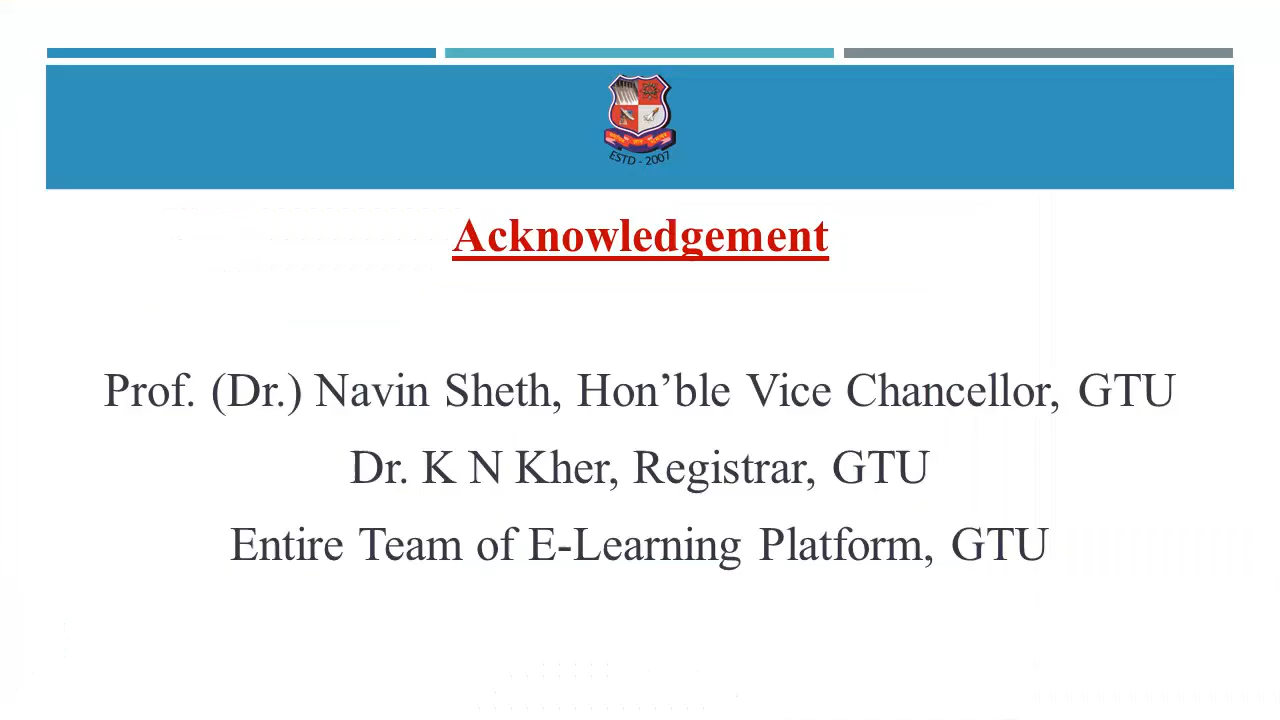 ESTD - 2007
Acknowledgement
Prof. (Dr.) Navin Sheth, Hon’ble Vice Chancellor, GTU
Dr. K N Kher, Registrar, GTU
Entire Team of E-Learning Platform, GTU